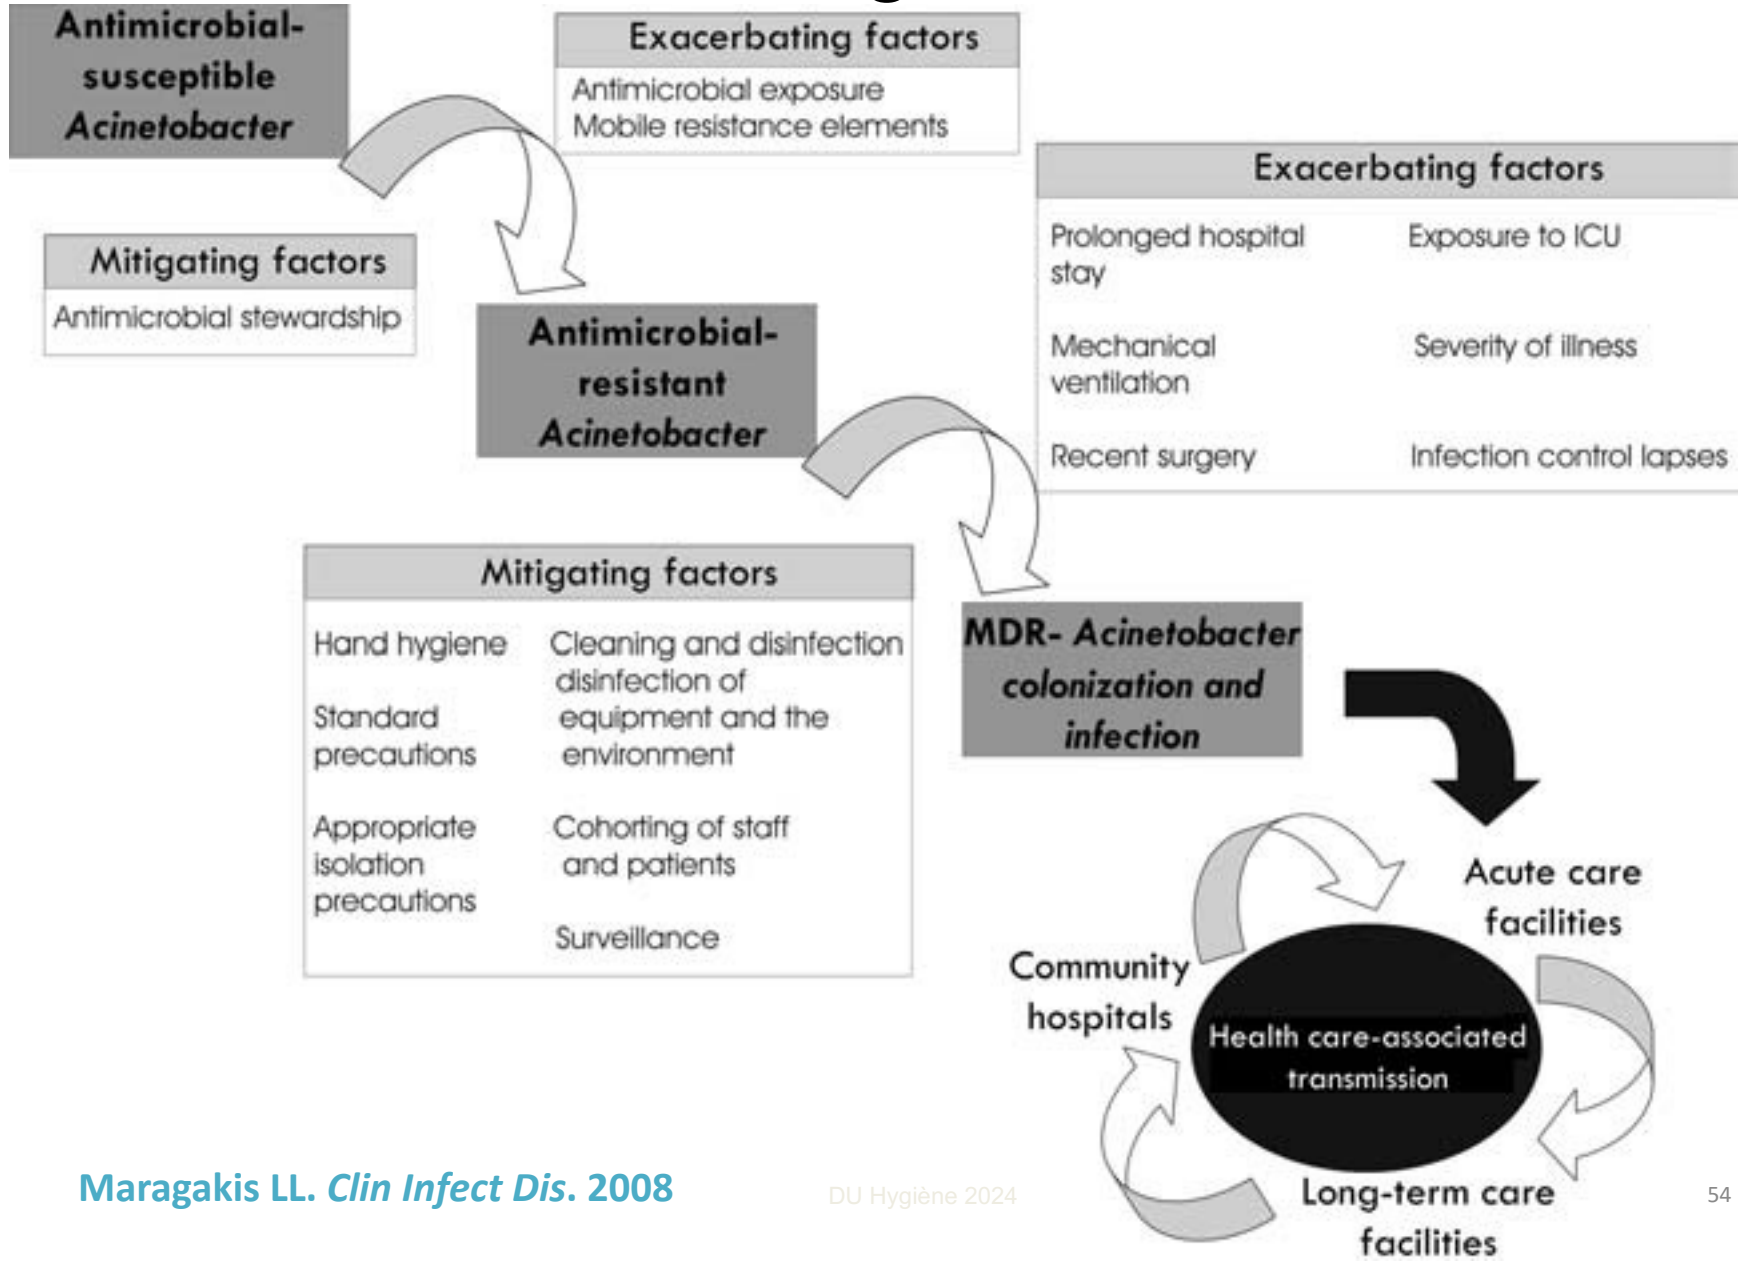 Antimicrobial-
susceptible
Acinetobacter
Exacerbating factors
Antimicrobial exposure
Mobile resistance elements
Mitigating factors
Antimicrobial stewardship
Antimicrobial-
resistant
Acinetobacter
Exacerbating factors
Prolonged hospital
stay
Exposure to ICU
Mechanical
ventilation
Severity of illness
Recent surgery
Infection control lapses
Mitigating factors
Hand hygiene
Standard
precautions
Appropriate
isolation
precautions
Cleaning and disinfection
disinfection of
equipment and the
environment
Cohorting of staff
and patients
Surveillance
MDR- Acinetobacter
colonization and
infection
Acute care
facilities
Community
hospitals
Health care-associated
transmission
Long-term care
facilities
Maragakis LL. Clin Infect Dis. 2008
DU Hygiène 2024
54